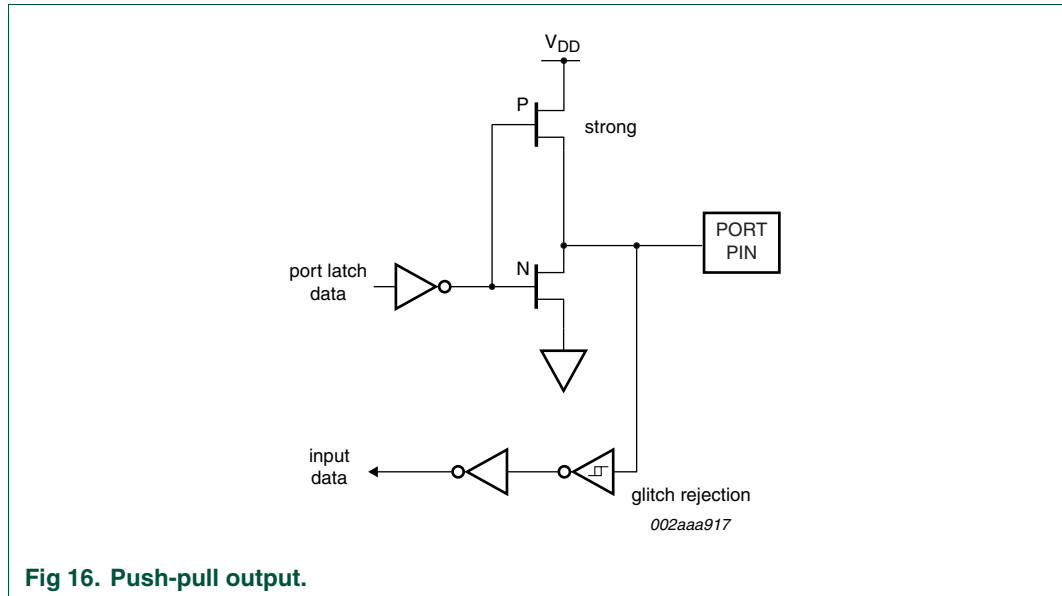 VDD
P
strong
PORT
PIN
N
port latch
data
input
data
glitch rejection
002aaa917
Fig 16. Push-pull output.